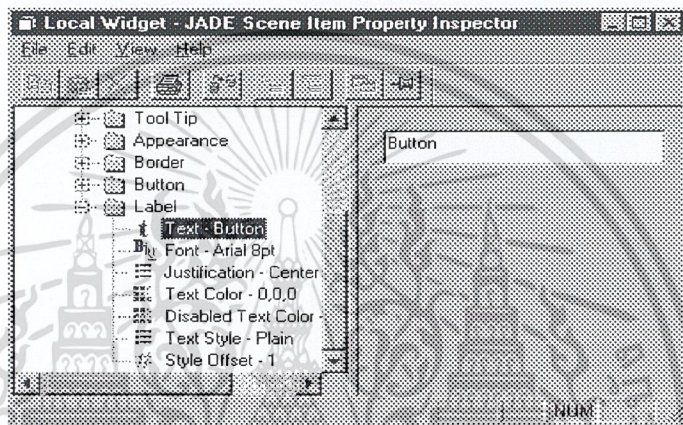 Local Widget - JADE Scene Item Property Inspector
File Edit View Help
Tool Tip
Appearance
Border
Button
Label
Text - Button
Font - Arial 8pt
Justification - Center
Text Color - 0,0,0
Disabled Text Color -
Text Style - Plain
Style Offset - 1
Button
NUM